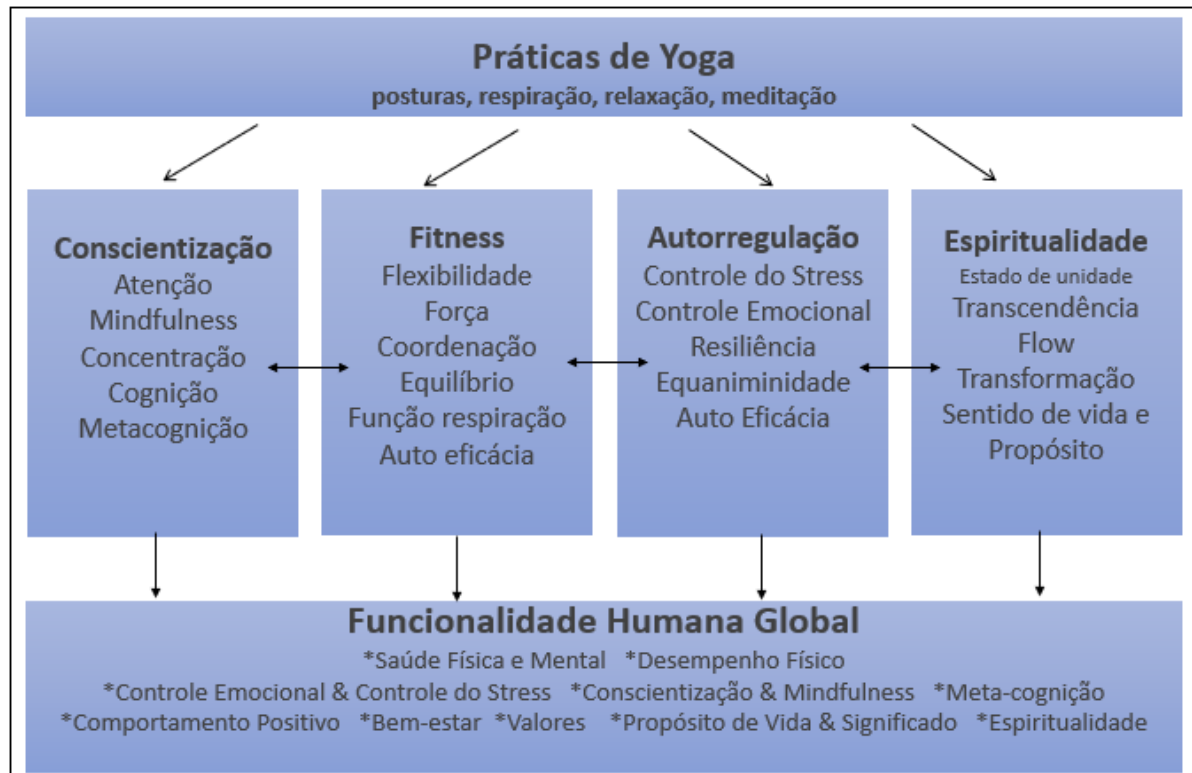 Práticas de Yoga
posturas, respiração, relaxação, meditação
Conscientização
Atenção
Mindfulness
Concentração
Cognição
Metacognição
Fitness
Flexibilidade
Força
Coordenação
Equilíbrio
Função respiração
Auto eficácia
Autorregulação
Controle do Stress
Controle Emocional
Resiliência
Equaniminidade
Auto Eficácia
Espiritualidade
Estado de unidade
Transcendência
Flow
Transformação
Sentido de vida e
Propósito
Funcionalidade Humana Global
*Saúde Física e Mental *Desempenho Físico
*Controle Emocional & Controle do Stress *Conscientização & Mindfulness *Meta-cognição
*Comportamento Positivo *Bem-estar *Valores *Propósito de Vida & Significado *Espiritualidade